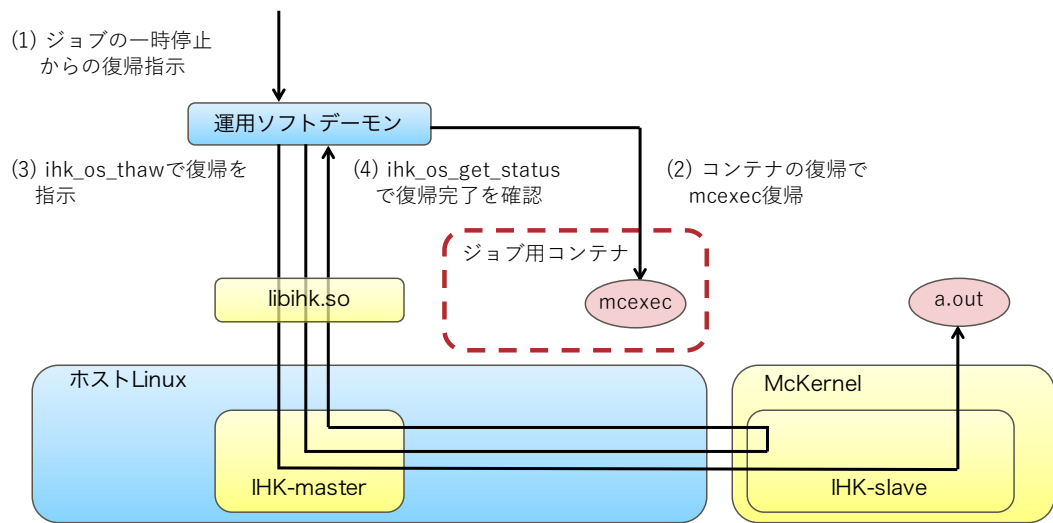 (1) ジョブの一時停止
からの復帰指示
運用ソフトデーモン
(3) ihk_os_thawで復帰を
指示
(4) ihk_os_get_status
で復帰完了を確認
(2) コンテナの復帰で
mcexec復帰
ジョブ用コンテナ
libihk.so
mcexec
a.out
ホストLinux
McKernel
IHK-master
IHK-slave